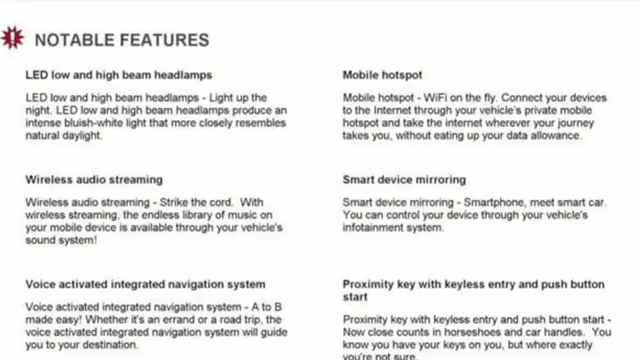 NOTABLE FEATURES
LED low and high beam headlamps
LED low and high beam headlamps - Light up the
night. LED low and high beam headlamps produce an
intense bluish-white light that more closely resembles
natural daylight.
Mobile hotspot
Mobile hotspot - WiFi on the fly. Connect your devices
to the Internet through your vehicle's private mobile
hotspot and take the internet wherever your journey
takes you, without eating up your data allowance.
Wireless audio streaming
Wireless audio streaming - Strike the cord. With
wireless streaming, the endless library of music on
your mobile device is available through your vehicle's
sound system!
Smart device mirroring
Smart device mirroring - Smartphone, meet smart car.
You can control your device through your vehicle's
infotainment system.
Voice activated integrated navigation system
Voice activated integrated navigation system - A to B
made easy! Whether it's an errand or a road trip, the
voice activated integrated navigation system will guide
you to your destination.
Proximity key with keyless entry and push button
start
Proximity key with keyless entry and push button start -
Now close counts in horseshoes and car handles. You
know you have your keys on you, but where exactly
you're not sure.